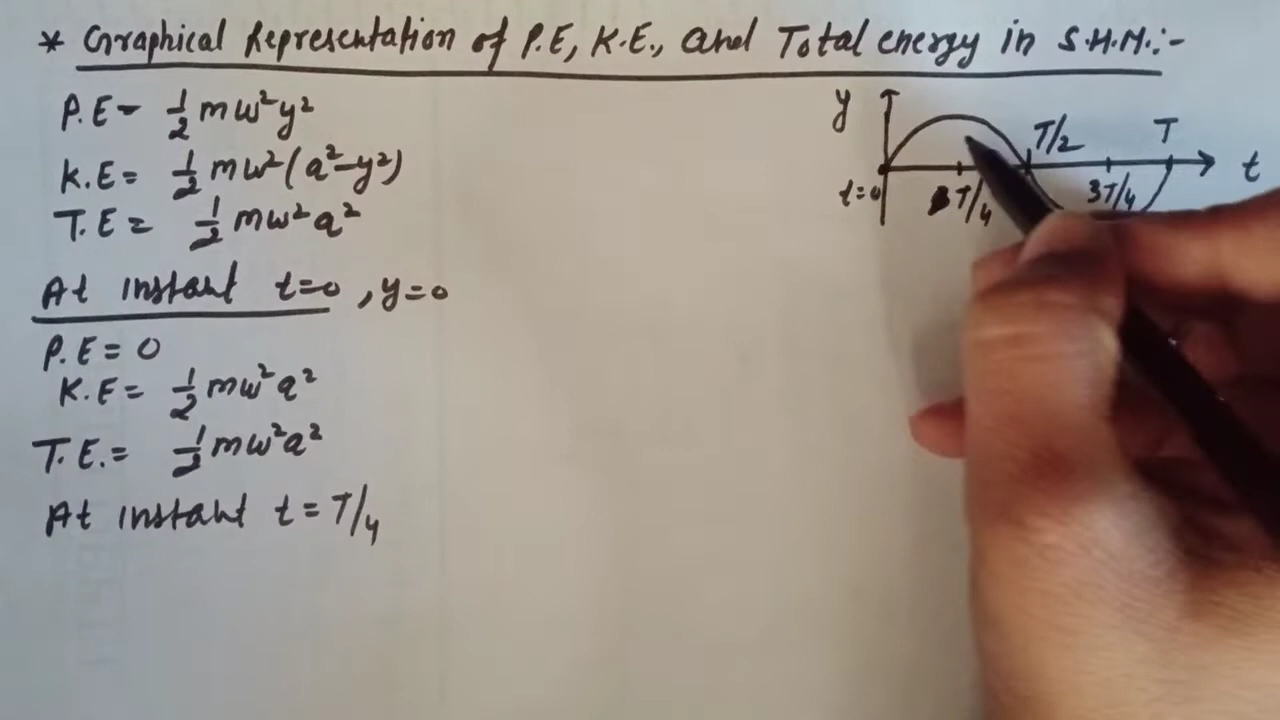 * Graphical Representation of P.E, K.E., and Total energy in S.H.M.:-
P.E = 1/2 mω²y²
K.E = 1/2 mω²(a²-y²)
T.E = 1/2 mω²a²
At instant t=0, y=0
P.E = 0
K.E = 1/2 mω²a²
T.E. = 1/2 mω²a²
At instant t = T/4
y
T/2
T
t
t=0
T/4
3T/4